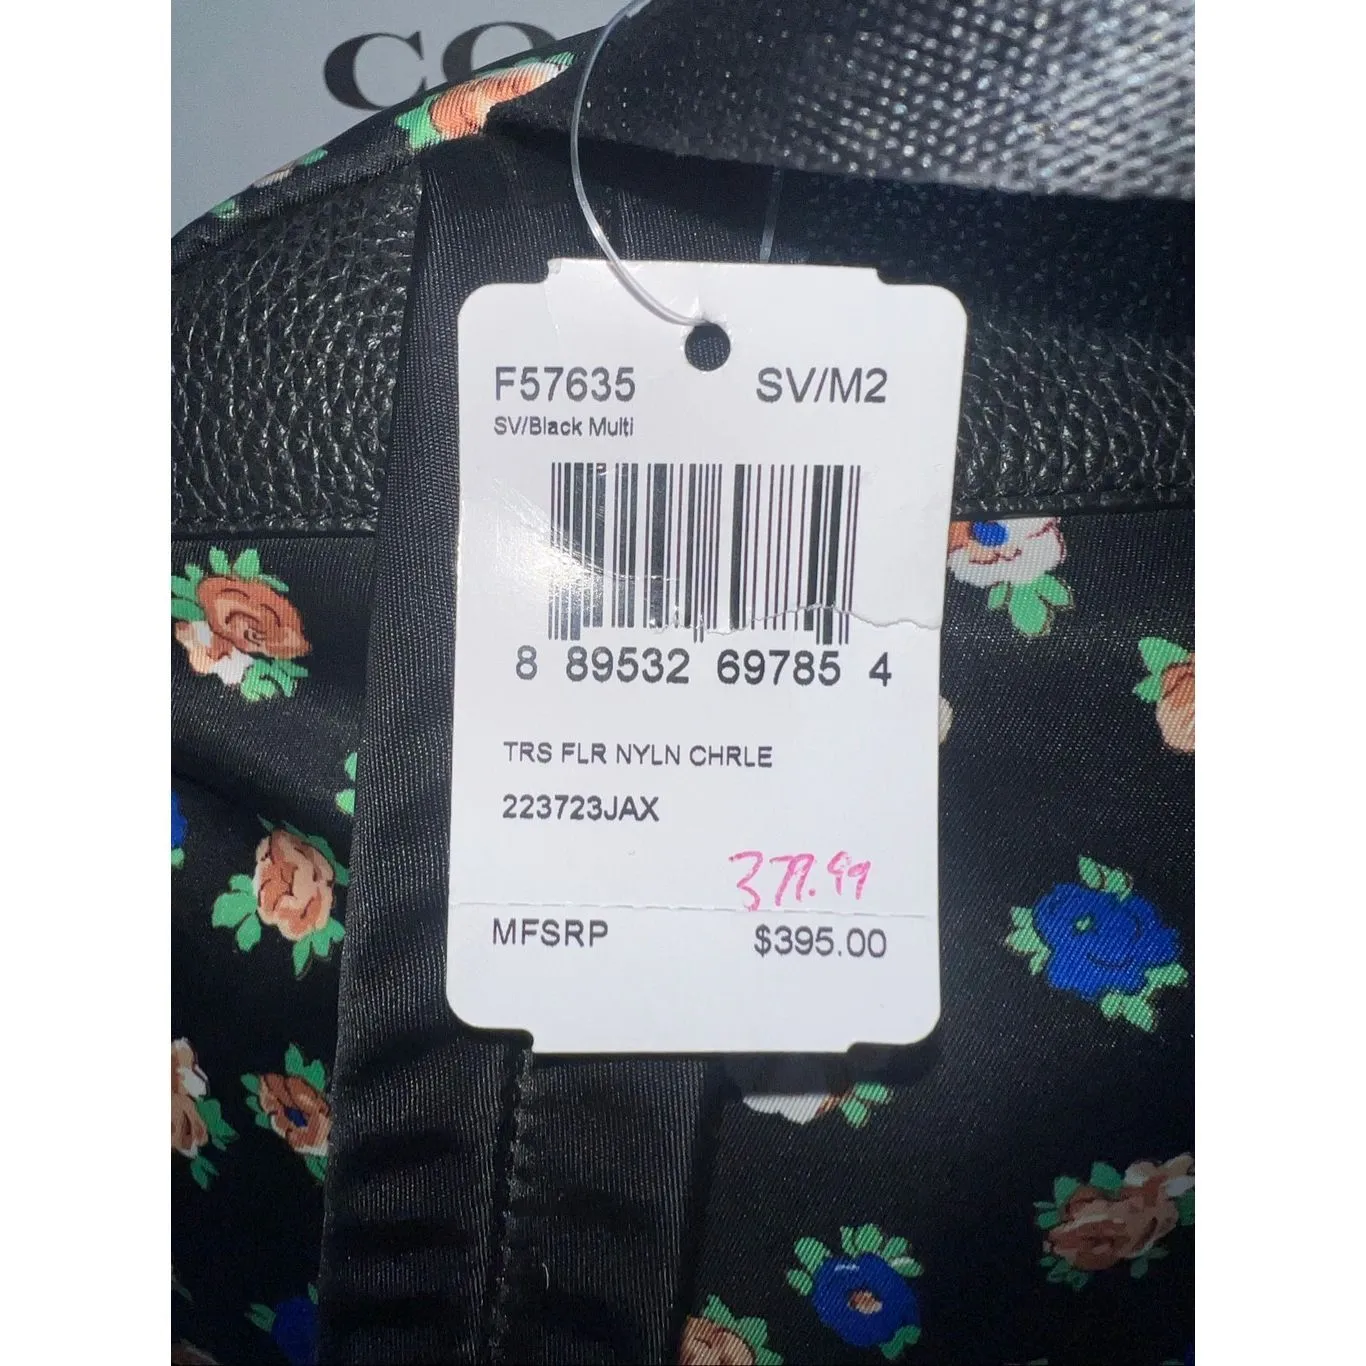 CO
F57635 SV/M2
SV/Black Multi
8 89532 69785 4
TRS FLR NYLN CHRLE
223723JAX
379.99
MFSRP $395.00